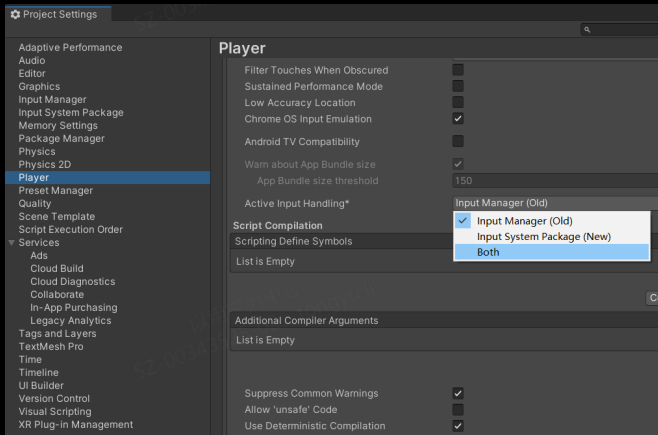 Project Settings
Adaptive Performance
Audio
Editor
Graphics
Input Manager
Input System Package
Memory Settings
Package Manager
Physics
Physics 2D
Player
Preset Manager
Quality
Scene Template
Script Execution Order
Services
Ads
Cloud Build
Cloud Diagnostics
Collaborate
In-App Purchasing
Legacy Analytics
Tags and Layers
TextMesh Pro
Time
Timeline
UI Builder
Version Control
Visual Scripting
XR Plug-in Management
Player
Filter Touches When Obscured
Sustained Performance Mode
Low Accuracy Location
Chrome OS Input Emulation
Android TV Compatibility
Warn about App Bundle size
App Bundle size threshold
150
Active Input Handling*
Input Manager (Old)
Input Manager (Old)
Input System Package (New)
Both
Script Compilation
Scripting Define Symbols
List is Empty
Additional Compiler Arguments
List is Empty
Suppress Common Warnings
Allow 'unsafe' Code
Use Deterministic Compilation